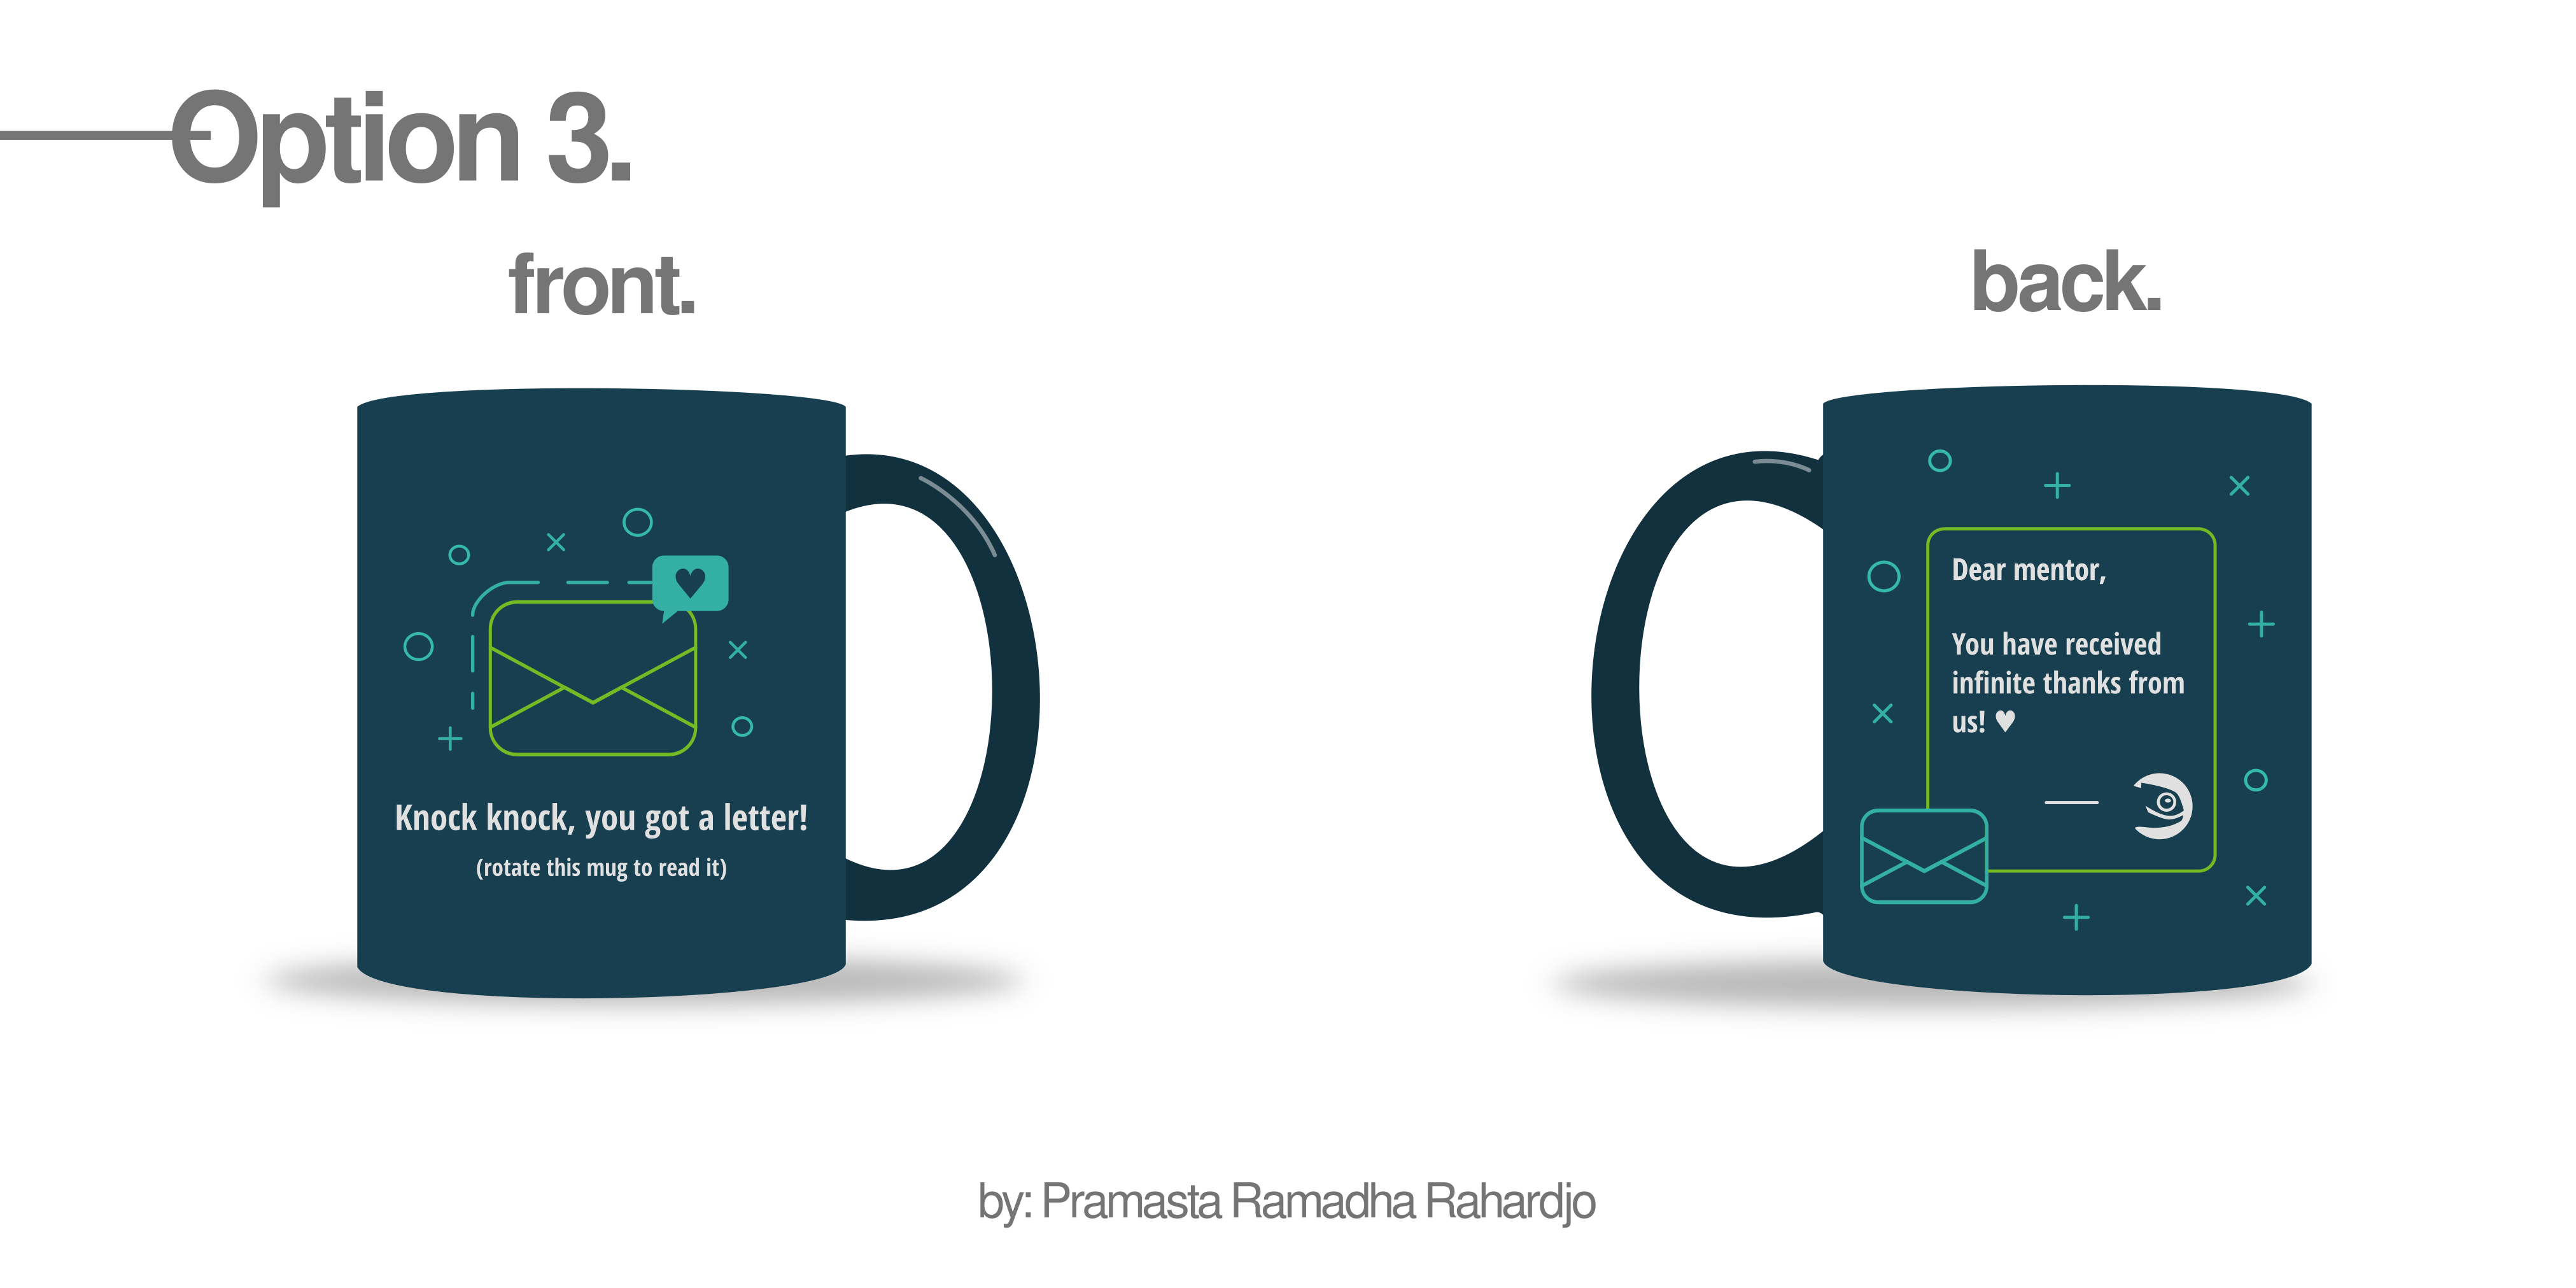 Option 3.
front.
back.
Knock knock, you got a letter!
(rotate this mug to read it)
Dear mentor,
You have received
infinite thanks from
us! ♥
by: Pramasta Ramadha Rahardjo